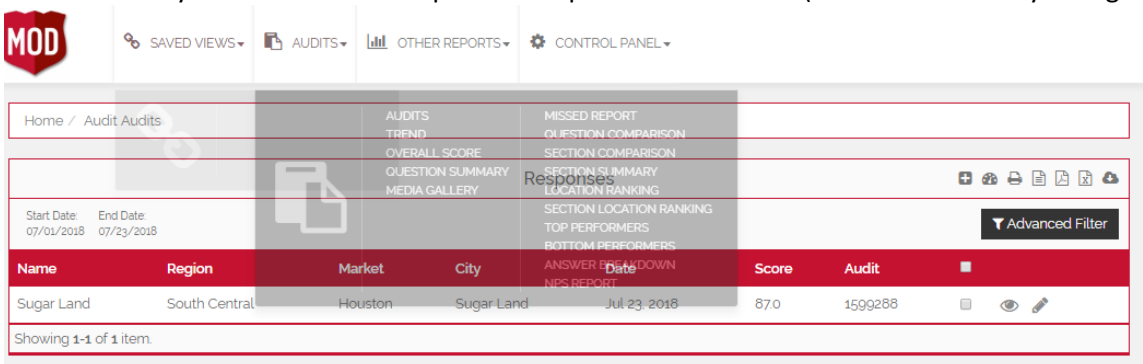 MOD SAVED VIEWS AUDITS OTHER REPORTS CONTROL PANEL
Home / Audit Audits
AUDITS MISSED REPORT
TREND QUESTION COMPARISON
OVERALL SCORE SECTION COMPARISON
QUESTION SUMMARY SECTION SUMMARY
MEDIA GALLERY LOCATION RANKING
SECTION LOCATION RANKING
TOP PERFORMERS
BOTTOM PERFORMERS
ANSWER BREAKDOWN
NPS REPORT
Responses
Start Date: End Date:
07/01/2018 07/23/2018
Advanced Filter
Name Region Market City Date Score Audit
Sugar Land South Central Houston Sugar Land Jul 23, 2018 87.0 1599288
Showing 1-1 of 1 item.